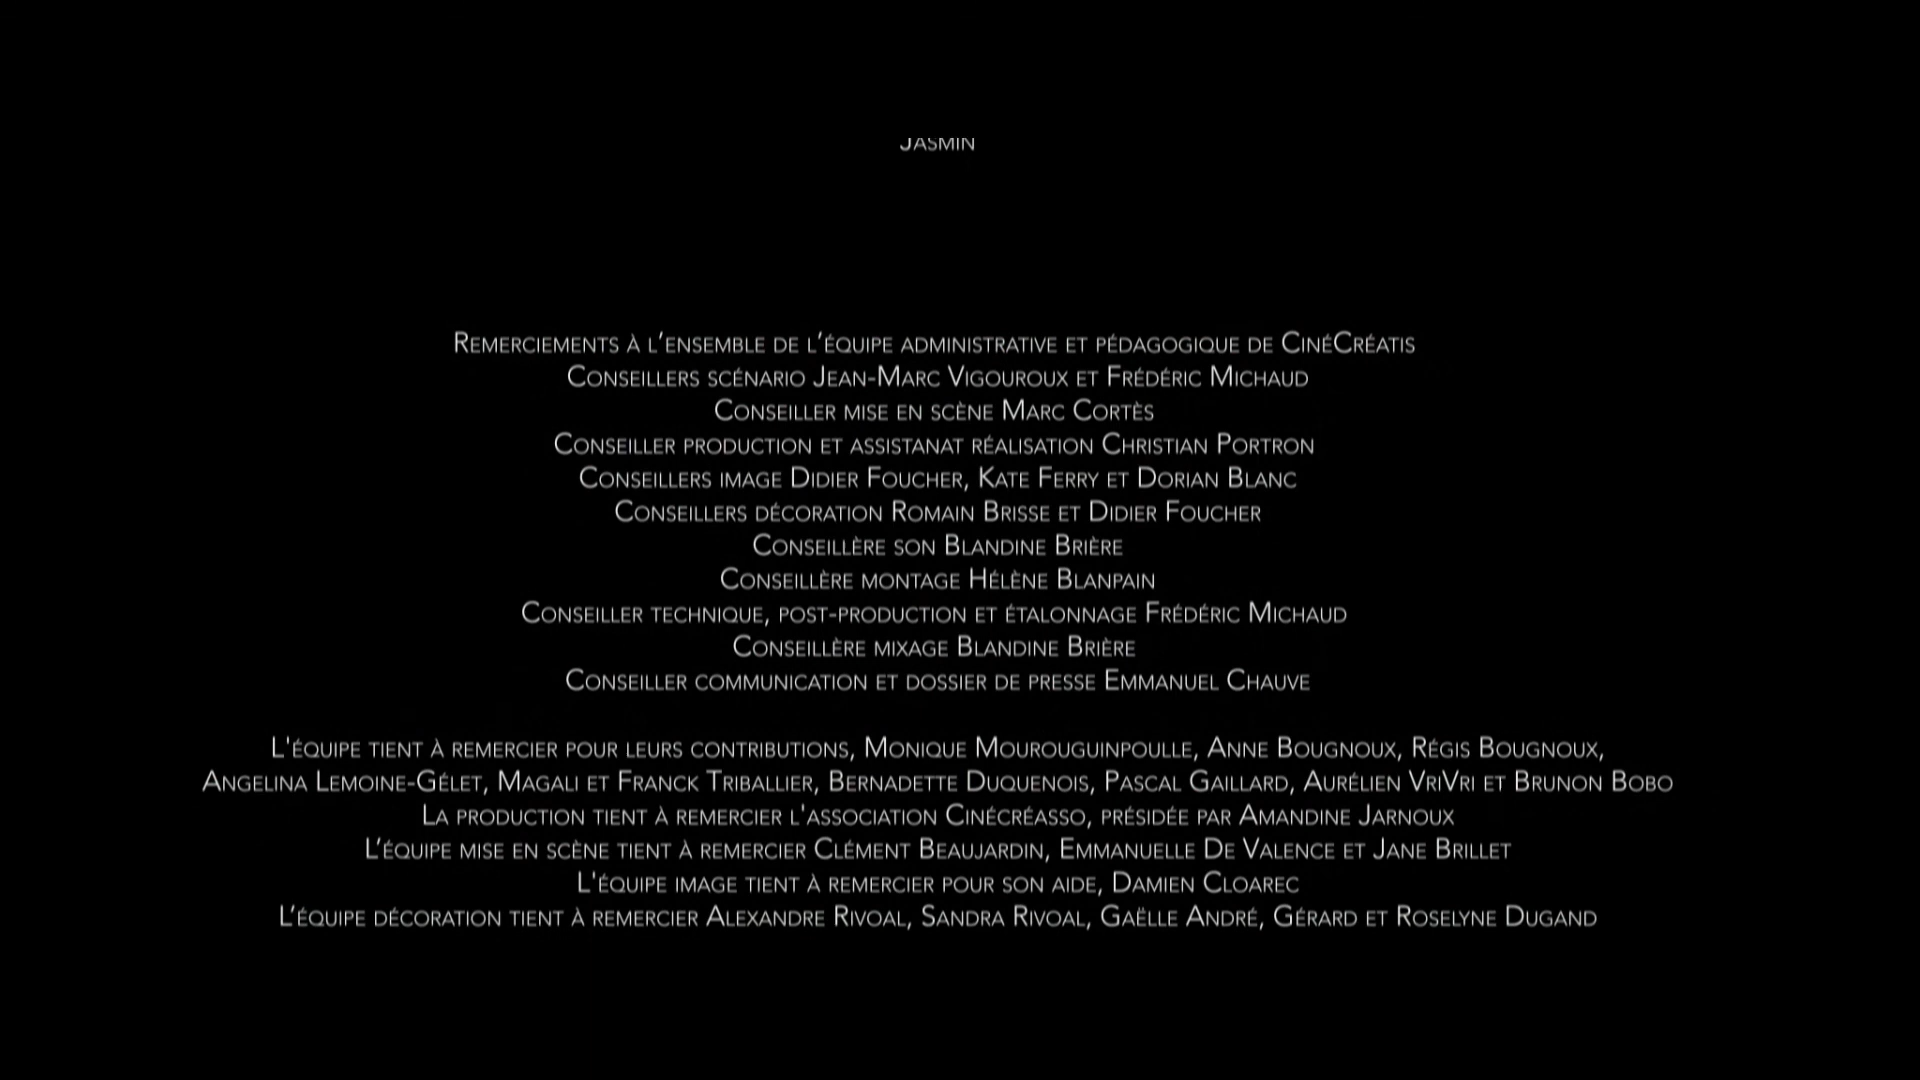 Jasmin
Remerciements à l’ensemble de l’équipe administrative et pédagogique de CinéCréatis
Conseillers scénario Jean-Marc Vigouroux et Frédéric Michaud
Conseiller mise en scène Marc Cortès
Conseiller production et assistanat réalisation Christian Portron
Conseillers image Didier Foucher, Kate Ferry et Dorian Blanc
Conseillers décoration Romain Brisse et Didier Foucher
Conseillère son Blandine Brière
Conseillère montage Hélène Blanpain
Conseiller technique, post-production et étalonnage Frédéric Michaud
Conseillère mixage Blandine Brière
Conseiller communication et dossier de presse Emmanuel Chauve
L'équipe tient à remercier pour leurs contributions, Monique Mourouguinpoulle, Anne Bougnoux, Régis Bougnoux,
Angelina Lemoine-Gélet, Magali et Franck Triballier, Bernadette Duquenois, Pascal Gaillard, Aurélien VriVri et Brunon Bobo
La production tient à remercier l'association Cinécréasso, présidée par Amandine Jarnoux
L’équipe mise en scène tient à remercier Clément Beaujardin, Emmanuelle De Valence et Jane Brillet
L'équipe image tient à remercier pour son aide, Damien Cloarec
L’équipe décoration tient à remercier Alexandre Rivoal, Sandra Rivoal, Gaëlle André, Gérard et Roselyne Dugand